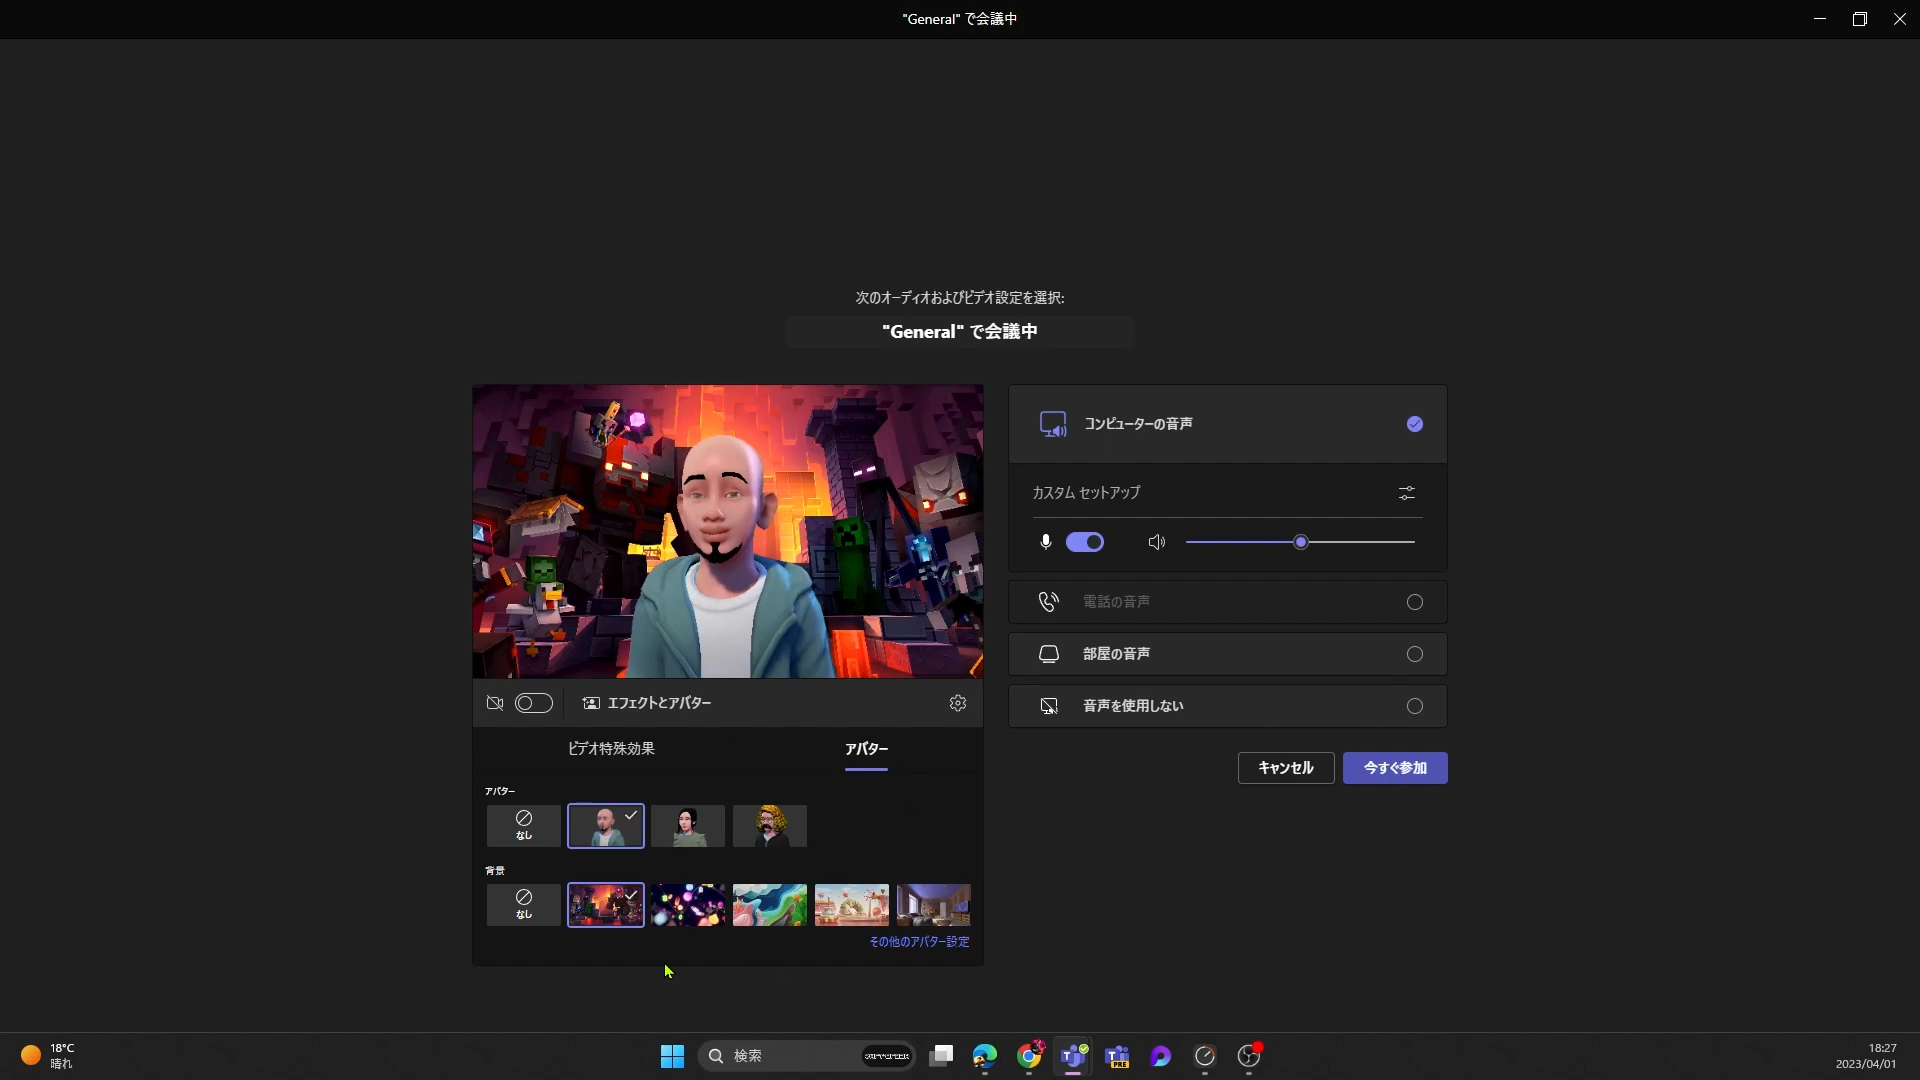 "General" で会議中
次のオーディオおよびビデオ設定を選択:
"General" で会議中
エフェクトとアバター
ビデオ特殊効果
アバター
アバター
なし
背景
なし
その他のアバター設定
コンピューターの音声
カスタム セットアップ
電話の音声
部屋の音声
音声を使用しない
キャンセル
今すぐ参加
18°C
晴れ
検索
PRE
18:27
2023/04/01